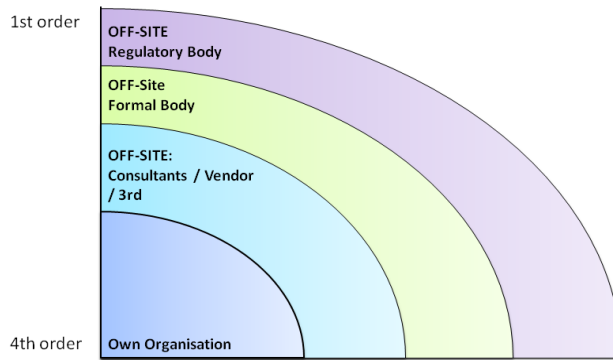 1st order
OFF-SITE
Regulatory Body
OFF-Site
Formal Body
OFF-SITE:
Consultants / Vendor
/ 3rd
4th order
Own Organisation